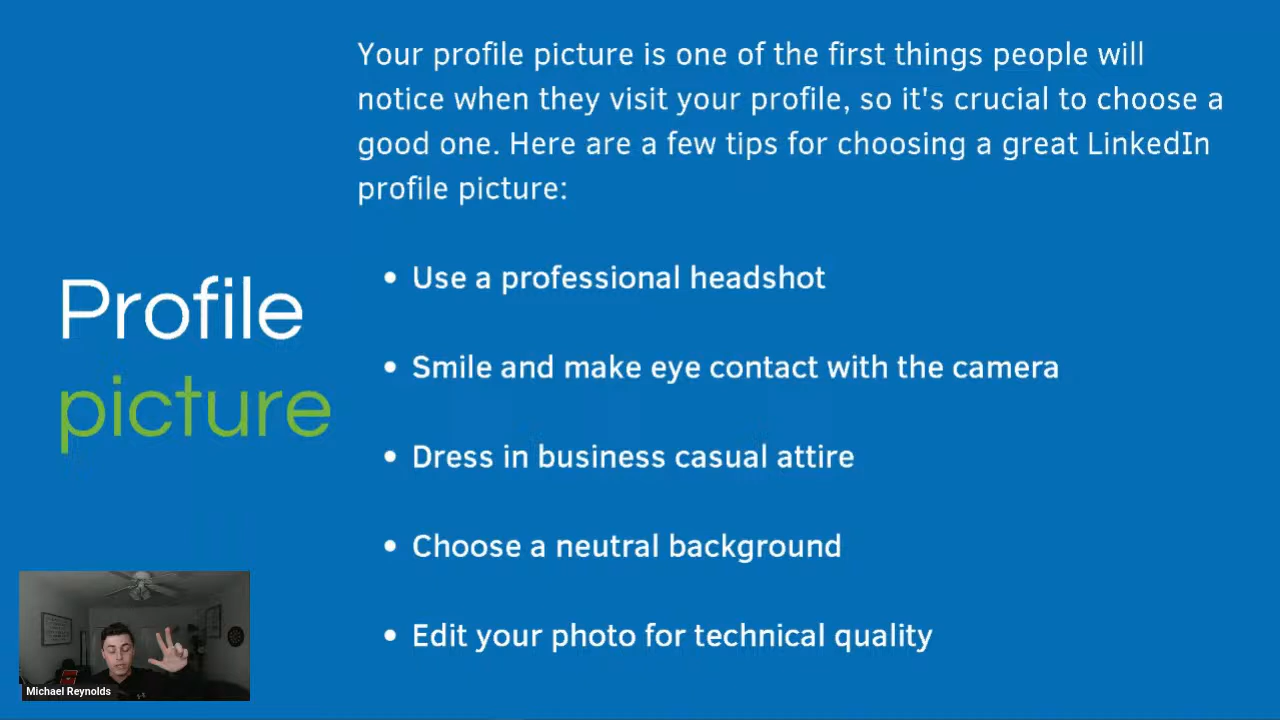 Your profile picture is one of the first things people will
notice when they visit your profile, so it's crucial to choose a
good one. Here are a few tips for choosing a great LinkedIn
profile picture:
Profile
picture
• Use a professional headshot
• Smile and make eye contact with the camera
• Dress in business casual attire
• Choose a neutral background
• Edit your photo for technical quality
Michael Reynolds